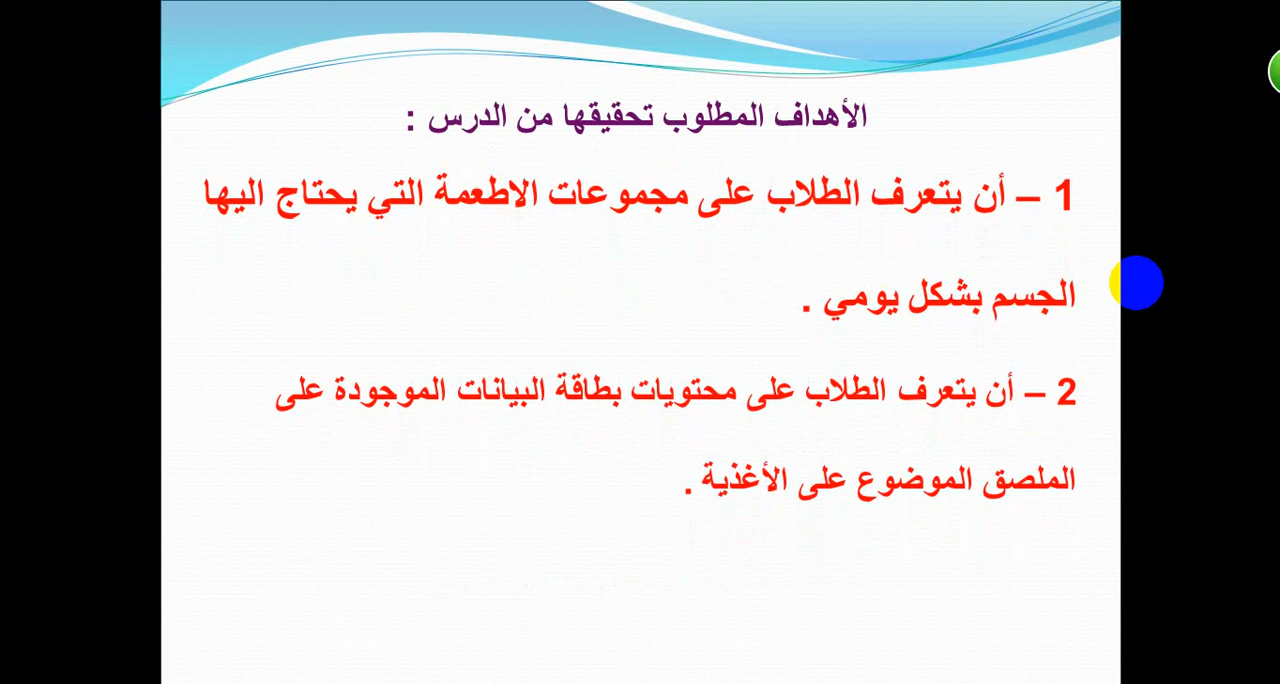 الأهداف المطلوب تحقيقها من الدرس :
1 – أن يتعرف الطلاب على مجموعات الاطعمة التي يحتاج اليها
الجسم بشكل يومي .
2 – أن يتعرف الطلاب على محتويات بطاقة البيانات الموجودة على
الملصق الموضوع على الأغذية .